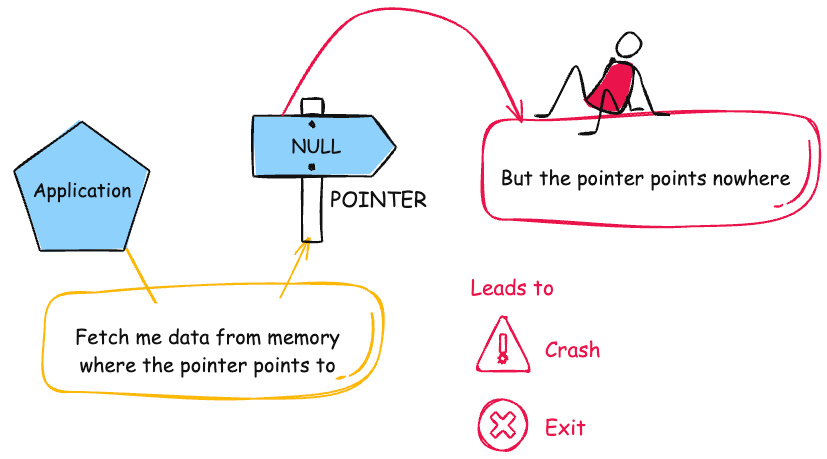 Application
NULL
POINTER
Fetch me data from memory
where the pointer points to
But the pointer points nowhere
Leads to
Crash
Exit